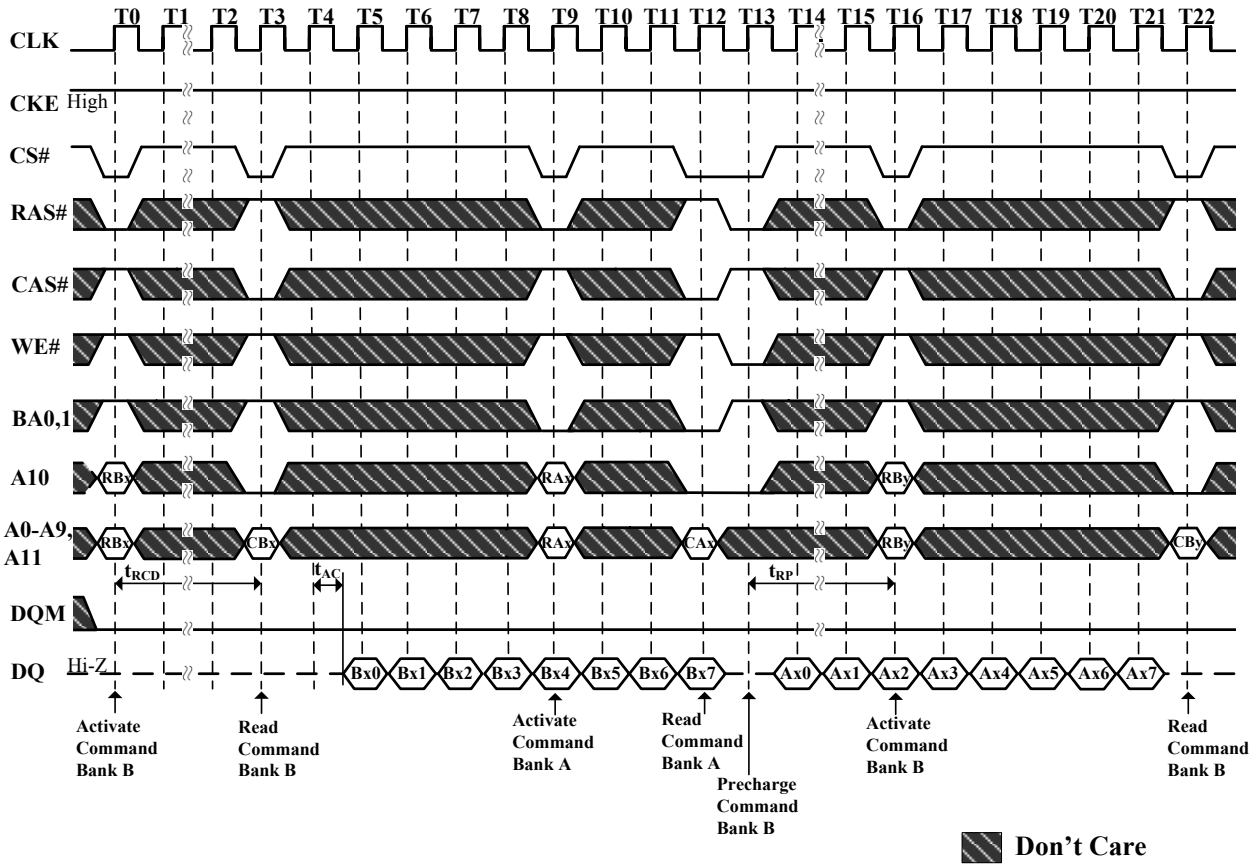 T0 T1 T2 T3 T4 T5 T6 T7 T8 T9 T10 T11 T12 T13 T14 T15 T16 T17 T18 T19 T20 T21 T22
CLK
CKE High
CS#
RAS#
CAS#
WE#
BA0,1
A10 RBx RAx RBy
A0-A9,
A11
RBx CBx RAx CAx RBy CBy
tRCD tAC tRP
DQM
DQ Hi-Z Bx0 Bx1 Bx2 Bx3 Bx4 Bx5 Bx6 Bx7 Ax0 Ax1 Ax2 Ax3 Ax4 Ax5 Ax6 Ax7
Activate
Command
Bank B
Read
Command
Bank B
Activate
Command
Bank A
Read
Command
Bank A
Precharge
Command
Bank B
Activate
Command
Bank B
Read
Command
Bank B
Don't Care